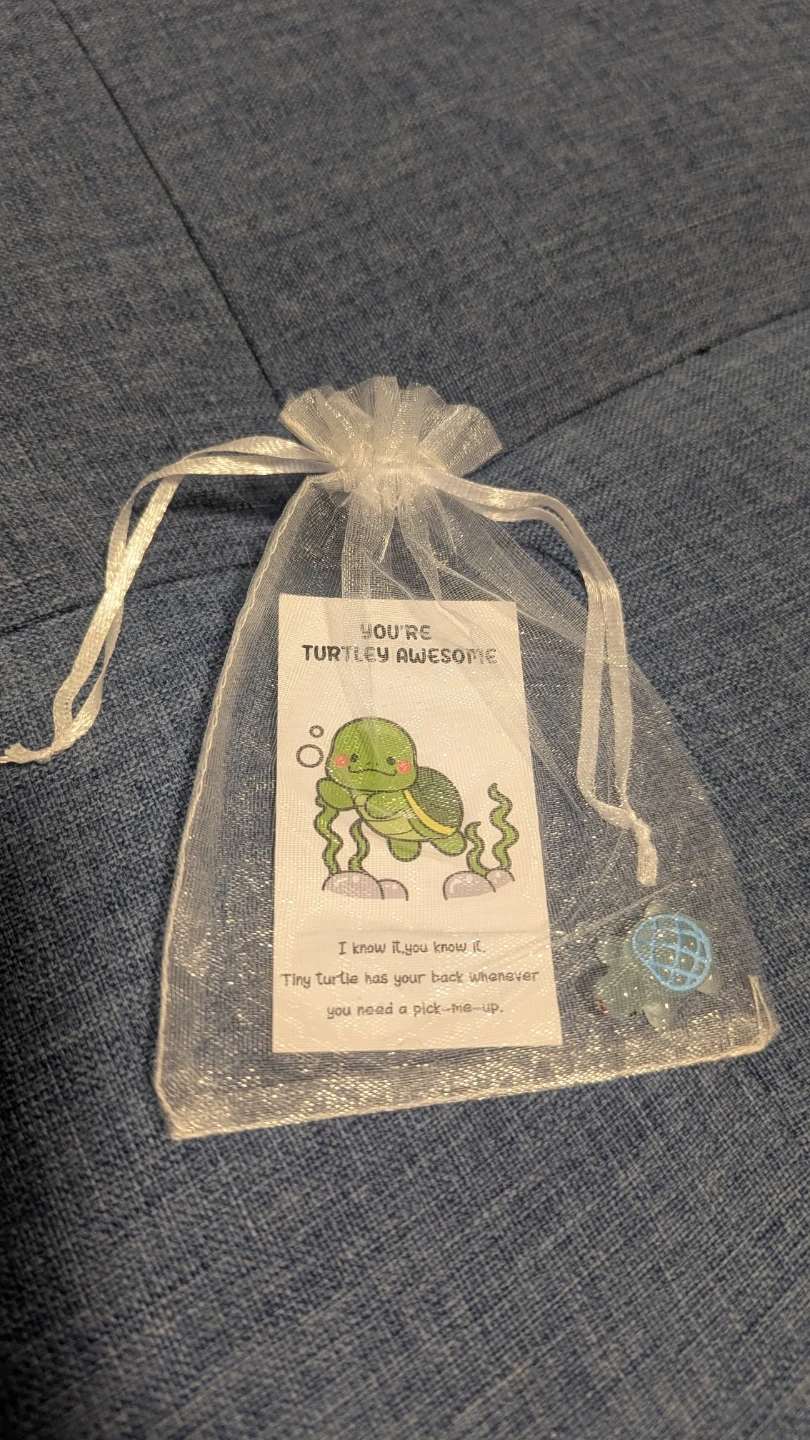 YOU'RE
TURTLEY AWESOME
I know it,you know it.
Tiny turtle has your back whenever
you need a pick-me-up.